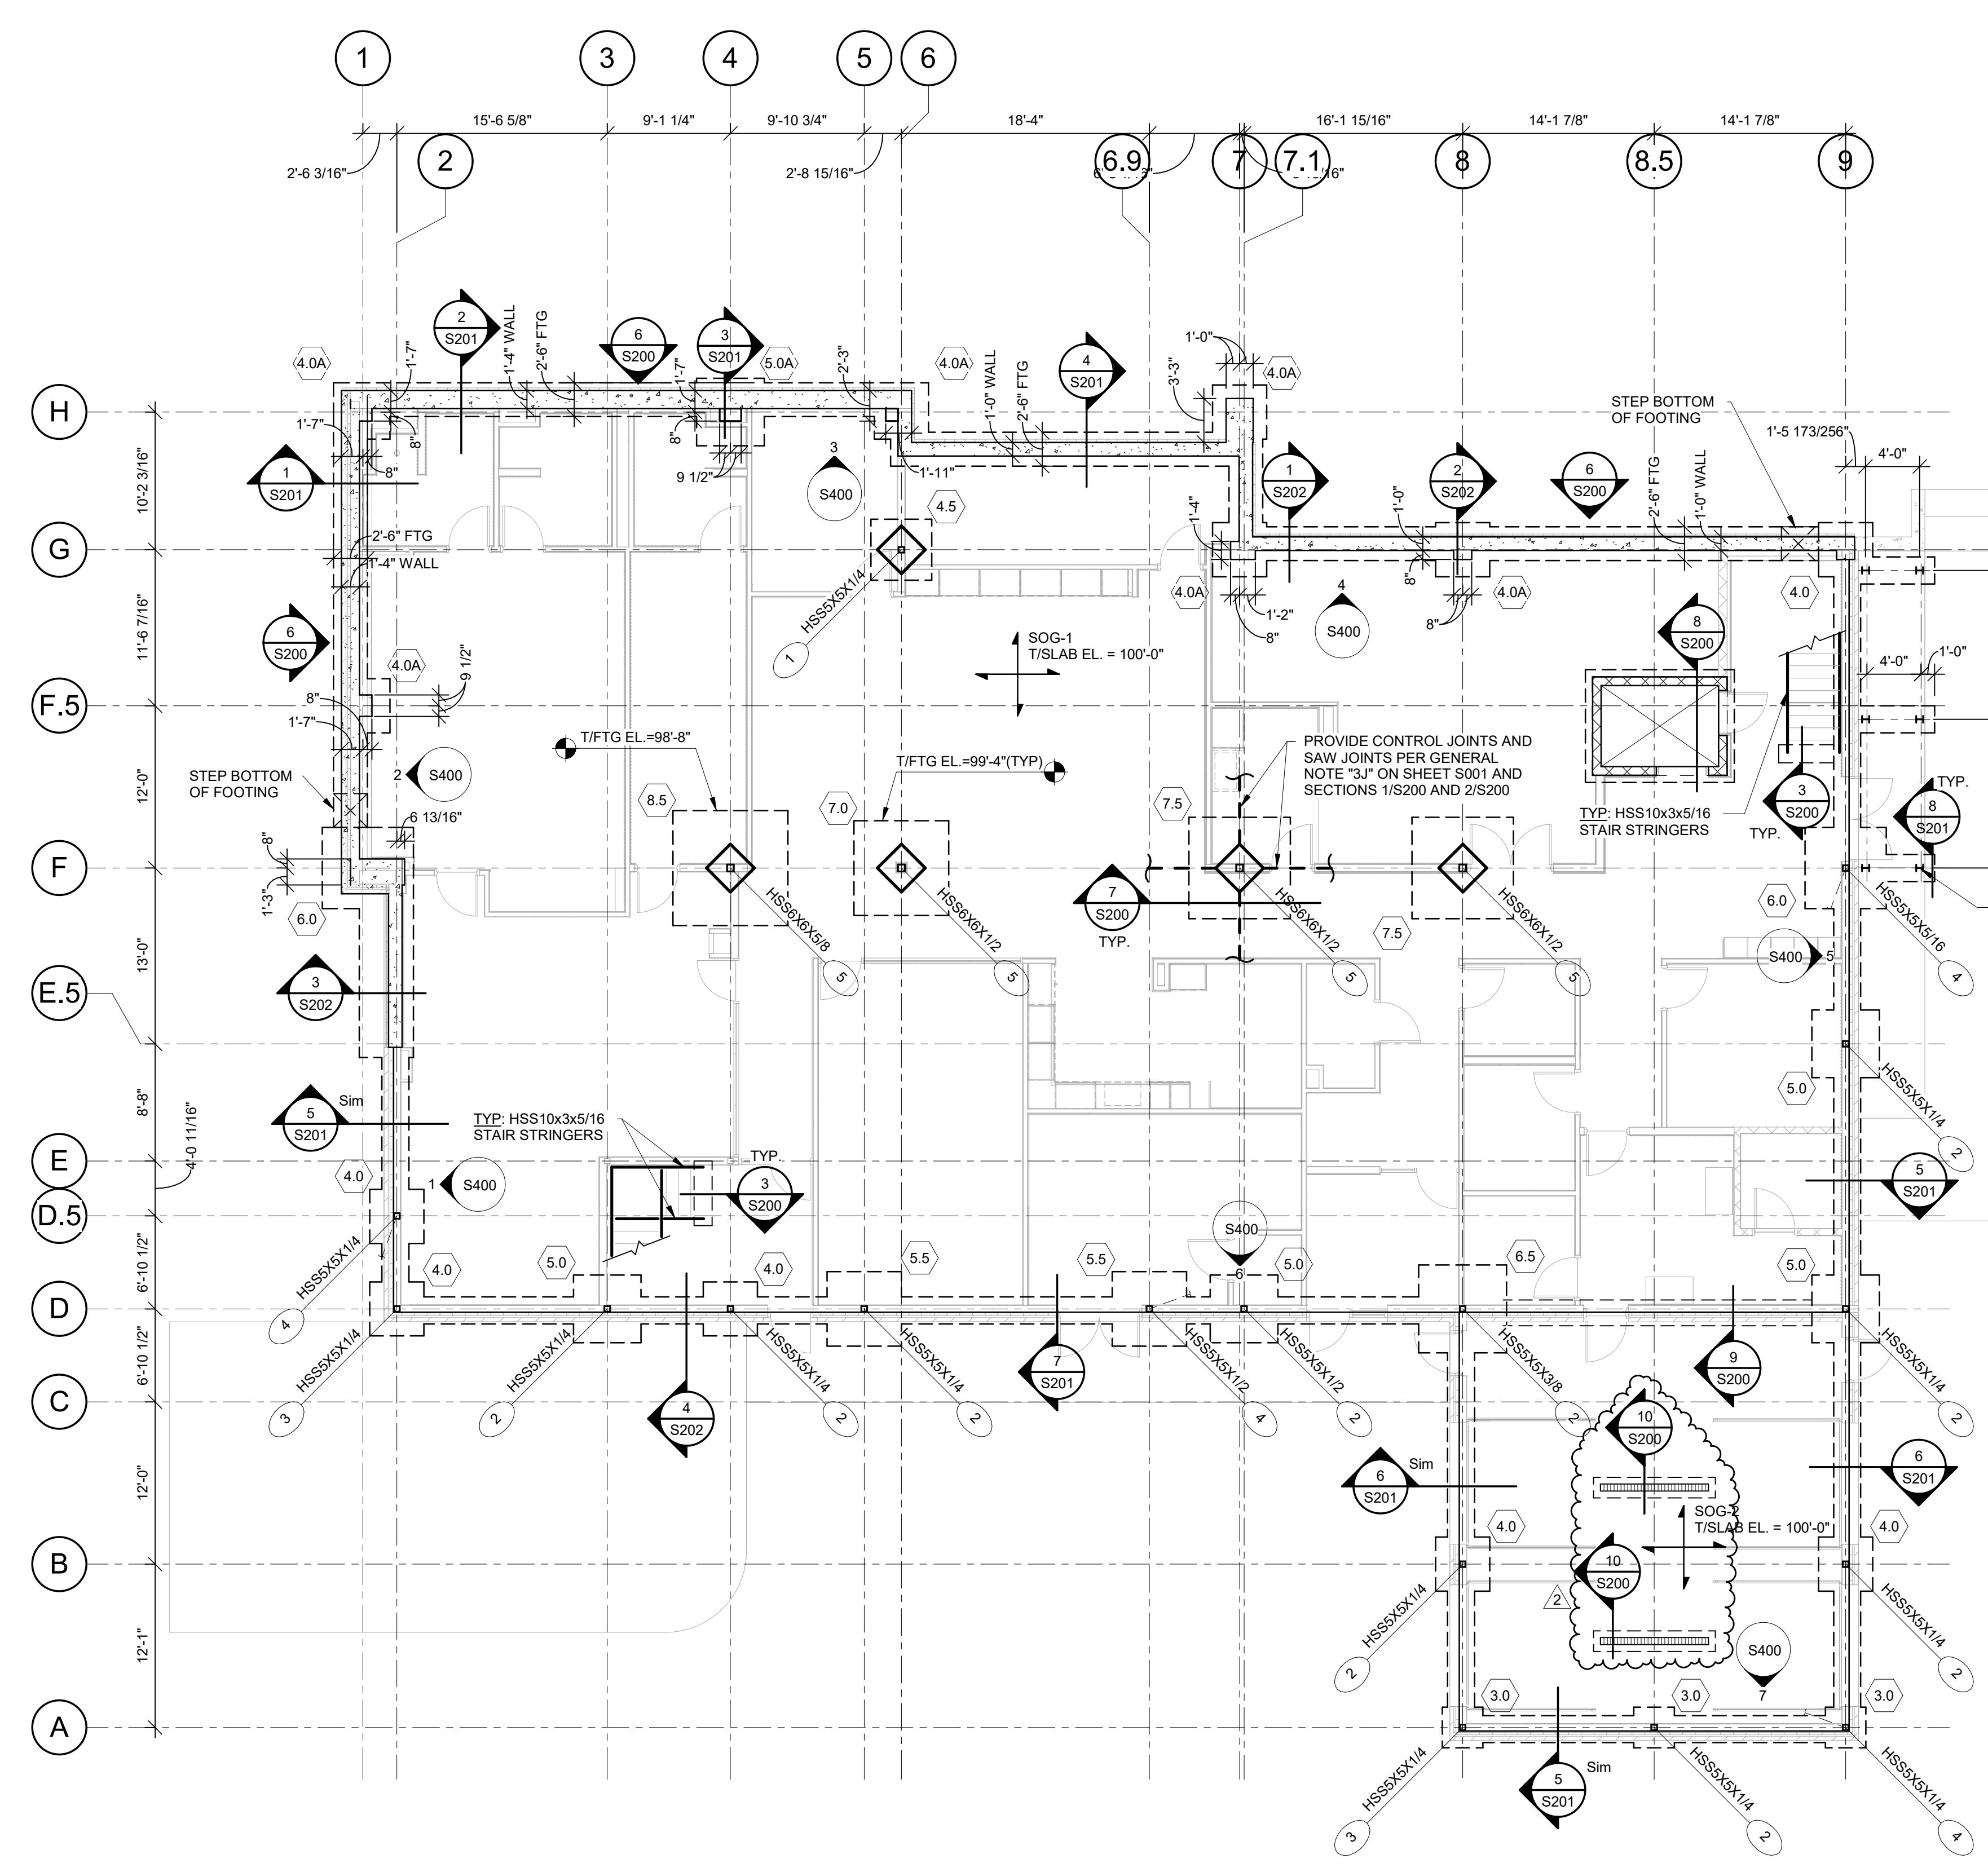 1
3
4
5
6
15'-6 5/8"
9'-1 1/4"
9'-10 3/4"
18'-4"
16'-1 15/16"
14'-1 7/8"
14'-1 7/8"
2'-6 3/16"
2
2'-8 15/16"
6.9
7
7.1
8
8.5
9
4.0A
2
S201
1'-7"
1'-4" WALL
2'-6" FTG
6
S200
1'-7"
3
S201
5.0A
2'-3"
4.0A
1'-0" WALL
2'-6" FTG
4
S201
3'-3"
1'-0"
4.0A
H
1'-7"
8"
8"
1
S201
8"
9 1/2"
3
S400
1'-11"
4.5
1'-4"
1
S202
1'-0"
2
S202
8"
6
S200
STEP BOTTOM
OF FOOTING
2'-6" FTG
1'-0" WALL
1'-5 173/256"
4'-0"
10'-2 3/16"
G
2'-6" FTG
1'-4" WALL
HSS5X5X1/4
1
4.0A
1'-2"
8"
4
S400
8"
4.0A
4.0
11'-6 7/16"
6
S200
4.0A
9 1/2"
8"
1'-7"
SOG-1
T/SLAB EL. = 100'-0"
8
S200
4'-0"
1'-0"
F.5
T/FTG EL.=98'-8"
T/FTG EL.=99'-4"(TYP)
PROVIDE CONTROL JOINTS AND
SAW JOINTS PER GENERAL
NOTE "3J" ON SHEET S001 AND
SECTIONS 1/S200 AND 2/S200
STEP BOTTOM
OF FOOTING
2
S400
6 13/16"
12'-0"
8.5
7.0
7.5
TYP: HSS10x3x5/16
STAIR STRINGERS
3
S200
TYP.
TYP.
8
S201
F
8"
1'-3"
6.0
HSS6X6X5/8
5
HSS6X6X1/2
5
7
S200
TYP.
HSS6X6X1/2
5
7.5
HSS6X6X1/2
5
6.0
HSS5X5X5/16
4
13'-0"
E.5
3
S202
S400
5
5.0
HSS5X5X1/4
2
8'-8"
5
S201
Sim
TYP: HSS10x3x5/16
STAIR STRINGERS
4'-0 11/16"
E
4.0
1
S400
TYP.
3
S200
5
S201
D.5
HSS5X5X1/4
4
4.0
5.0
4.0
5.5
5.5
S400
6
5.0
6.5
5.0
6'-10 1/2"
D
HSS5X5X1/4
3
HSS5X5X1/4
2
HSS5X5X1/4
2
HSS5X5X1/4
2
HSS5X5X1/2
4
HSS5X5X1/2
2
HSS5X5X3/8
2
HSS5X5X1/4
2
6'-10 1/2"
C
4
S202
7
S201
9
S200
10
S200
6
S201
Sim
6
S201
12'-0"
4.0
SOG-2
T/SLAB EL. = 100'-0"
4.0
B
10
S200
2
HSS5X5X1/4
2
HSS5X5X1/4
2
12'-1"
S400
7
3.0
3.0
3.0
A
HSS5X5X1/4
3
5
S201
Sim
HSS5X5X1/4
2
HSS5X5X1/4
4